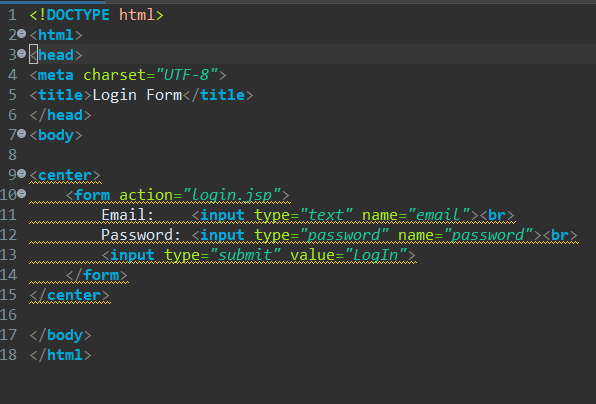 1 <!DOCTYPE html>
2 <html>
3 <head>
4 <meta charset="UTF-8">
5 <title>Login Form</title>
6 </head>
7 <body>
8
9 <center>
10     <form action="login.jsp">
11         Email:    <input type="text" name="email"><br>
12         Password: <input type="password" name="password"><br>
13         <input type="submit" value="LogIn">
14     </form>
15 </center>
16
17 </body>
18 </html>